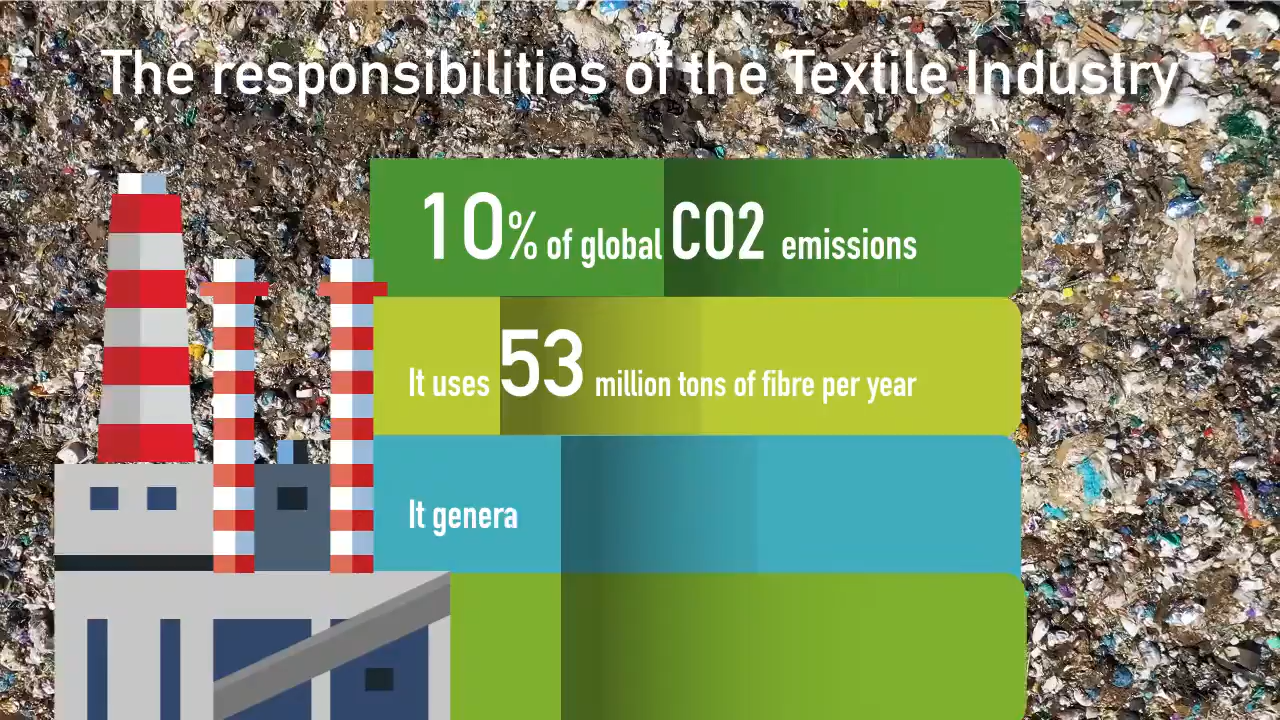 The responsibilities of the Textile Industry
10% of global CO2 emissions
It uses 53 million tons of fibre per year
It genera